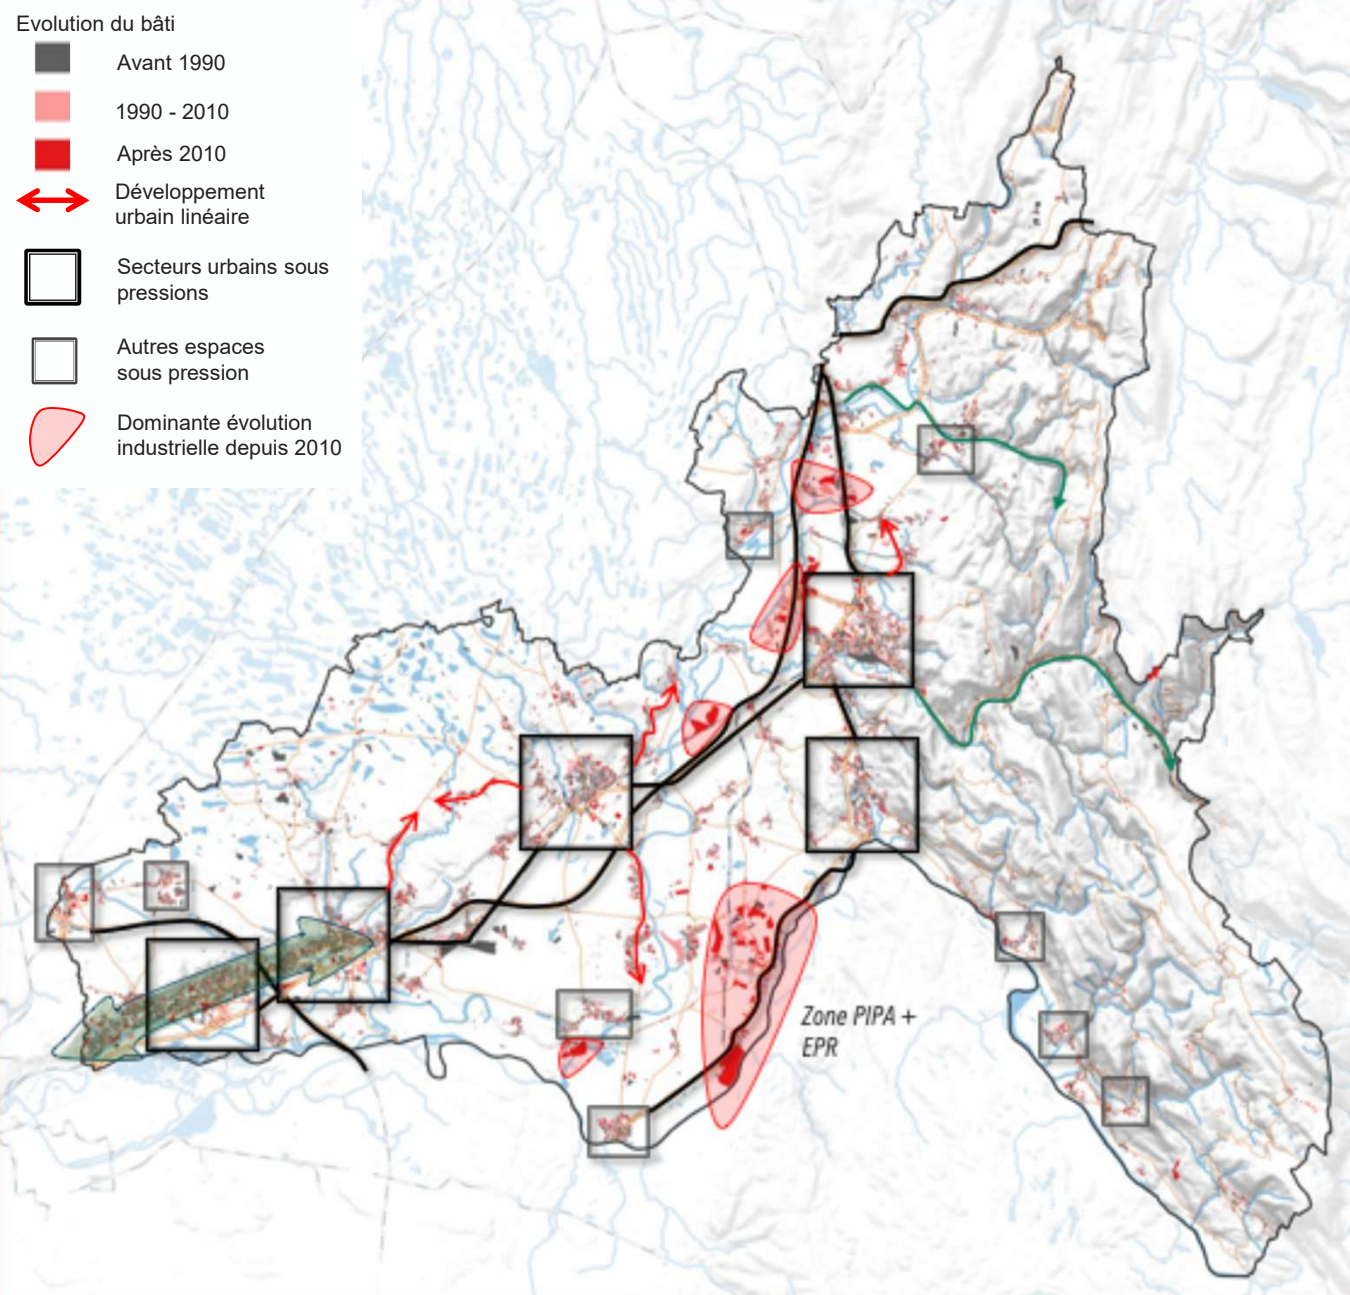 Evolution du bâti
Avant 1990
1990 - 2010
Après 2010
Développement
urbain linéaire
Secteurs urbains sous
pressions
Autres espaces
sous pression
Dominante évolution
industrielle depuis 2010
Zone PIPA +
EPR